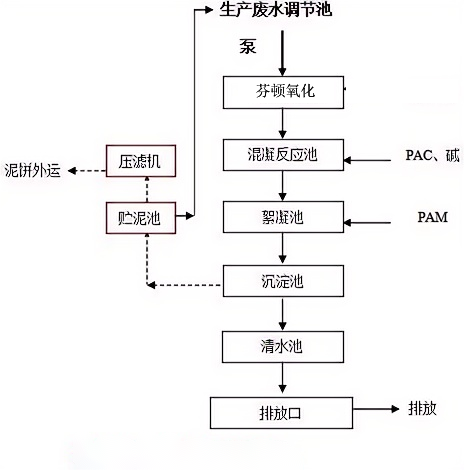 生产废水调节池
泵
芬顿氧化
混凝反应池
PAC、碱
压滤机
泥饼外运
贮泥池
絮凝池
PAM
沉淀池
清水池
排放口
排放